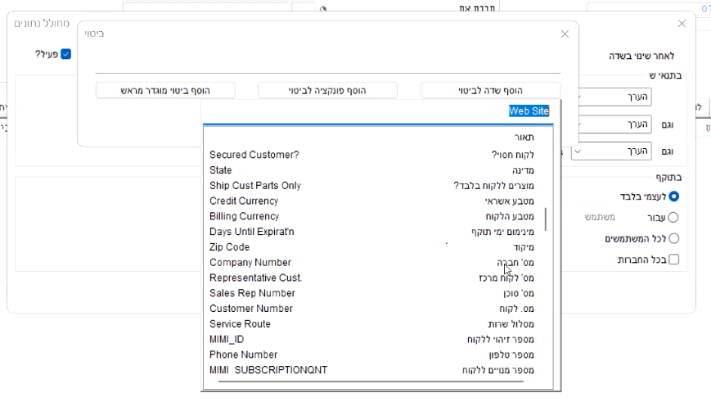 תברת את
מחולל נתונים
ביטוי
לאחר שינוי בשדה
פעיל?
בתנאי ש
הוסף שדה לביטוי
הוסף פונקציה לביטוי
הוסף ביטוי מוגדר מראש
הערך
Web Site
וגם
הערך
תאור
וגם
הערך
לקוח חסוי? Secured Customer?
מדינה State
מוצרים ללקוח בלבד? Ship Cust Parts Only
מטבע אשראי Credit Currency
מטבע הלקוח Billing Currency
מינימום ימי תוקף Days Until Expirat'n
מיקוד Zip Code
מס' חברה Company Number
מס' לקוח מרכז Representative Cust.
מס' סוכן Sales Rep Number
מס. לקוח Customer Number
מסלול שרות Service Route
מספר זיהוי ללקוח MIMI_ID
מספר טלפון Phone Number
מספר מנויים ללקוח MIMI_SUBSCRIPTIONQNT
בתוקף
לעצמי בלבד
עבור
משתמש
לכל המשתמשים
בכל החברות